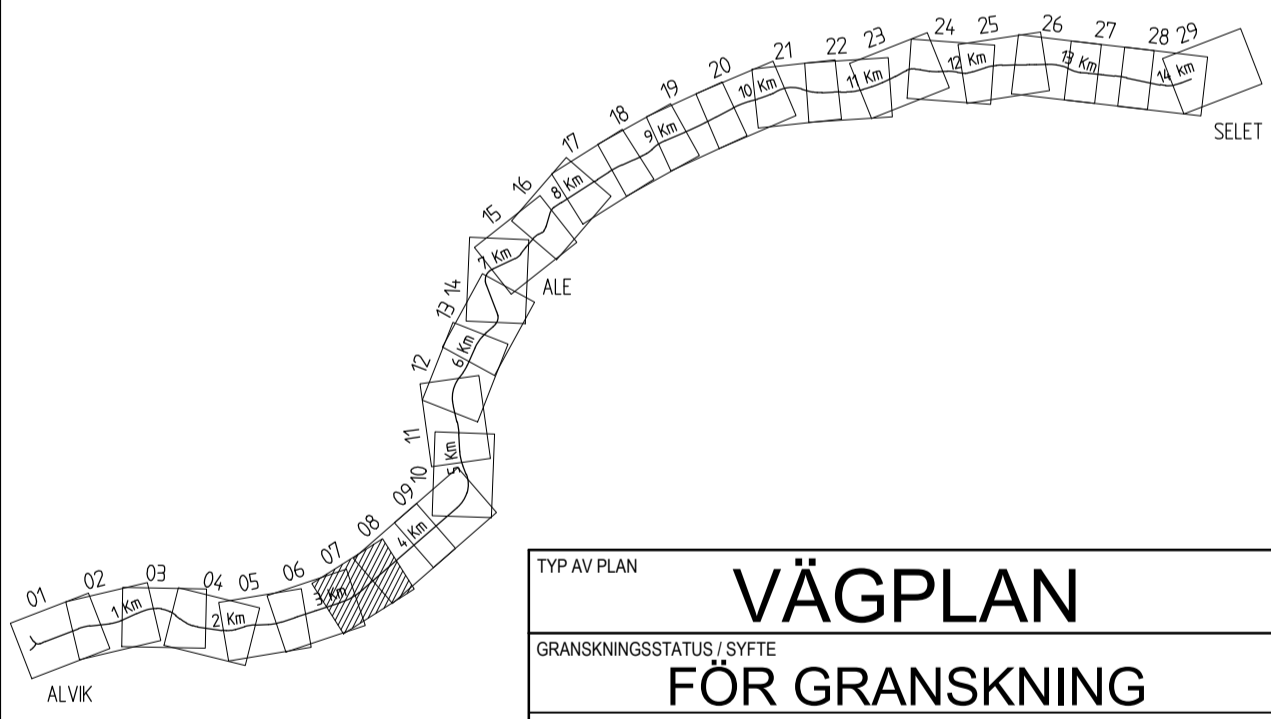 01
02
03
04
05
06
07
08
09
10
11
12
13
14
15
16
17
18
19
20
21
22
23
24
25
26
27
28
29
1 Km
2 Km
3 Km
4 Km
5 Km
6 Km
7 Km
8 Km
9 Km
10 Km
11 Km
12 Km
13 Km
14 Km
ALVIK
ALE
SELET
TYP AV PLAN
VÄGPLAN
GRANSKNINGSSTATUS / SYFTE
FÖR GRANSKNING